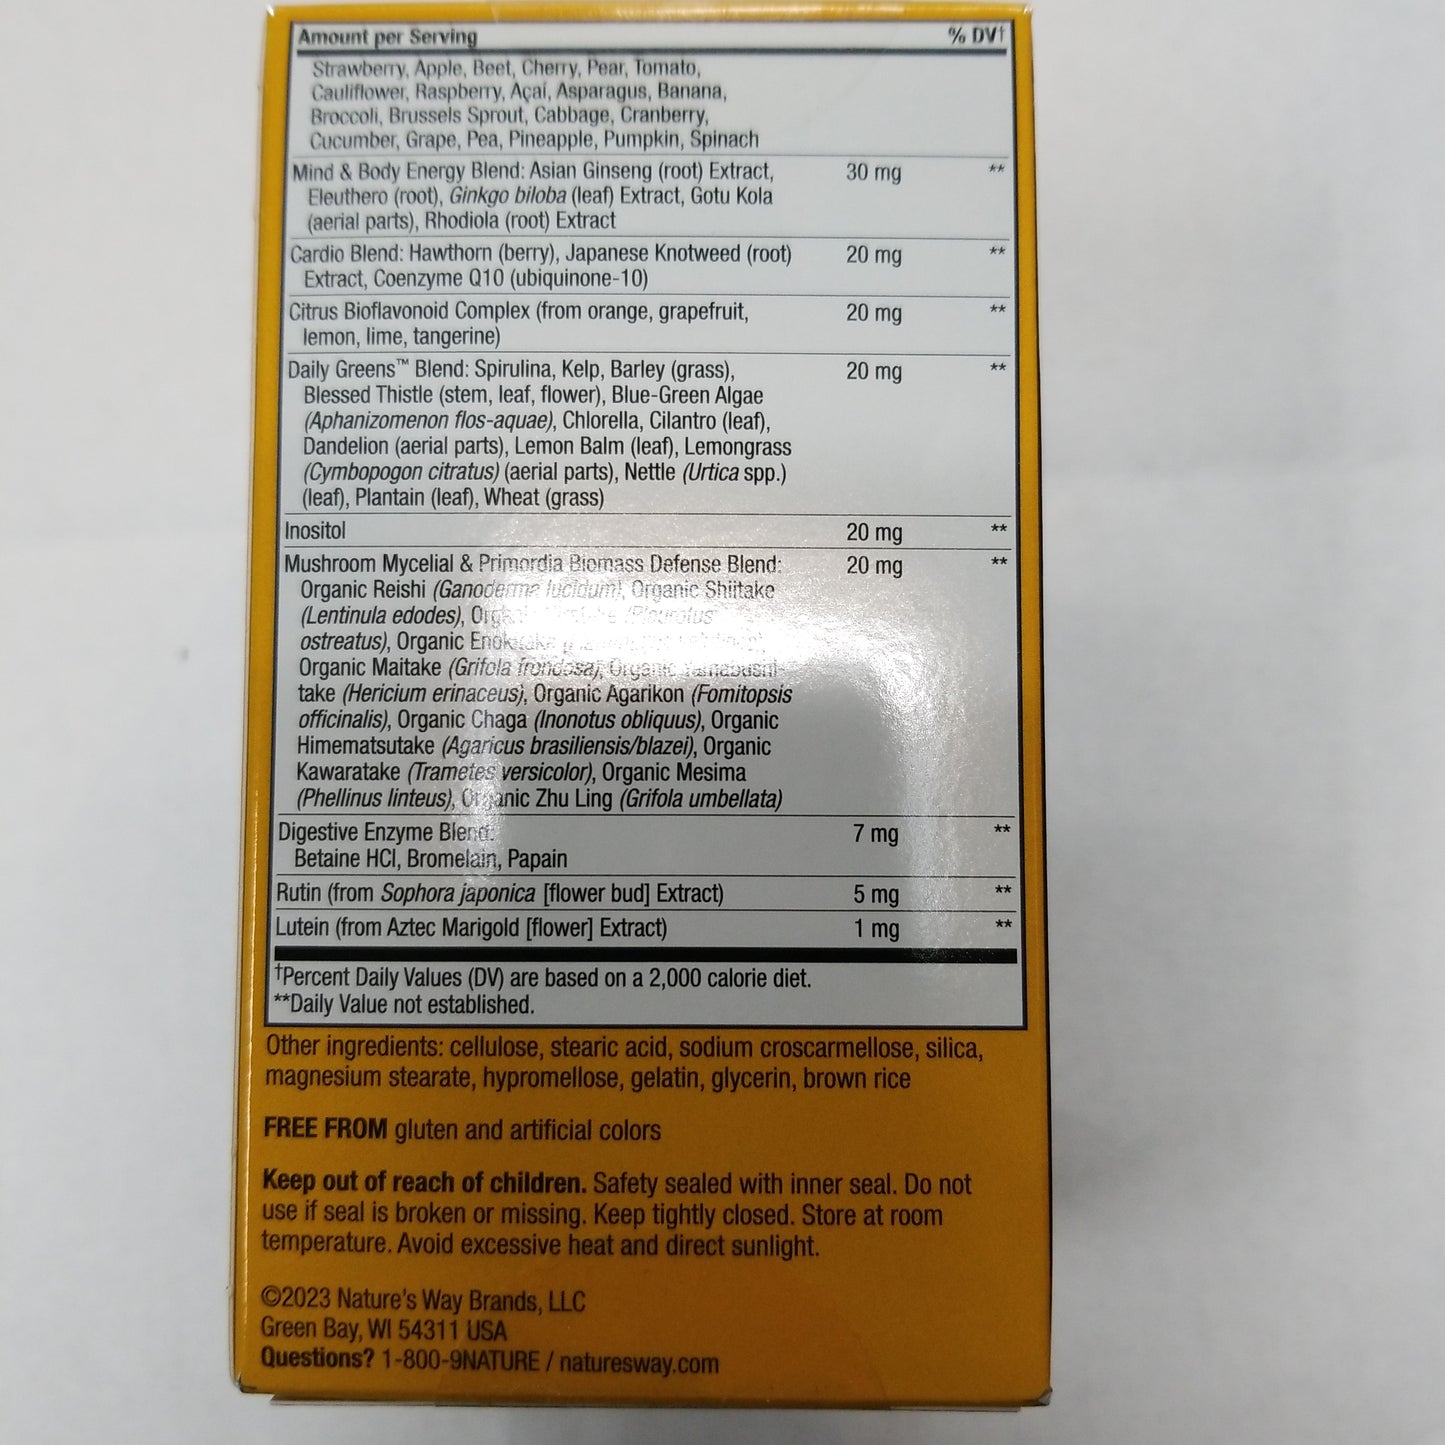 Amount per Serving % DV†
Strawberry, Apple, Beet, Cherry, Pear, Tomato,
Cauliflower, Raspberry, Açaí, Asparagus, Banana,
Broccoli, Brussels Sprout, Cabbage, Cranberry,
Cucumber, Grape, Pea, Pineapple, Pumpkin, Spinach
Mind & Body Energy Blend: Asian Ginseng (root) Extract, 30 mg **
Eleuthero (root), Ginkgo biloba (leaf) Extract, Gotu Kola
(aerial parts), Rhodiola (root) Extract
Cardio Blend: Hawthorn (berry), Japanese Knotweed (root) 20 mg **
Extract, Coenzyme Q10 (ubiquinone-10)
Citrus Bioflavonoid Complex (from orange, grapefruit, 20 mg **
lemon, lime, tangerine)
Daily Greens™ Blend: Spirulina, Kelp, Barley (grass), 20 mg **
Blessed Thistle (stem, leaf, flower), Blue-Green Algae
(Aphanizomenon flos-aquae), Chlorella, Cilantro (leaf),
Dandelion (aerial parts), Lemon Balm (leaf), Lemongrass
(Cymbopogon citratus) (aerial parts), Nettle (Urtica spp.)
(leaf), Plantain (leaf), Wheat (grass)
Inositol 20 mg **
Mushroom Mycelial & Primordia Biomass Defense Blend: 20 mg **
Organic Reishi (Ganoderma lucidum), Organic Shiitake
(Lentinula edodes), (Pleurotus
ostreatus), Organic Enokitake
Organic Maitake (Grifola frondosa), Organic Yamabushi-
take (Hericium erinaceus), Organic Agarikon (Fomitopsis
officinalis), Organic Chaga (Inonotus obliquus), Organic
Himematsutake (Agaricus brasiliensis/blazei), Organic
Kawaratake (Trametes versicolor), Organic Mesima
(Phellinus linteus), Organic Zhu Ling (Grifola umbellata)
Digestive Enzyme Blend: 7 mg **
Betaine HCl, Bromelain, Papain
Rutin (from Sophora japonica [flower bud] Extract) 5 mg **
Lutein (from Aztec Marigold [flower] Extract) 1 mg **
†Percent Daily Values (DV) are based on a 2,000 calorie diet.
**Daily Value not established.
Other ingredients: cellulose, stearic acid, sodium croscarmellose, silica,
magnesium stearate, hypromellose, gelatin, glycerin, brown rice
FREE FROM gluten and artificial colors
Keep out of reach of children. Safety sealed with inner seal. Do not
use if seal is broken or missing. Keep tightly closed. Store at room
temperature. Avoid excessive heat and direct sunlight.
©2023 Nature's Way Brands, LLC
Green Bay, WI 54311 USA
Questions? 1-800-9NATURE / naturesway.com